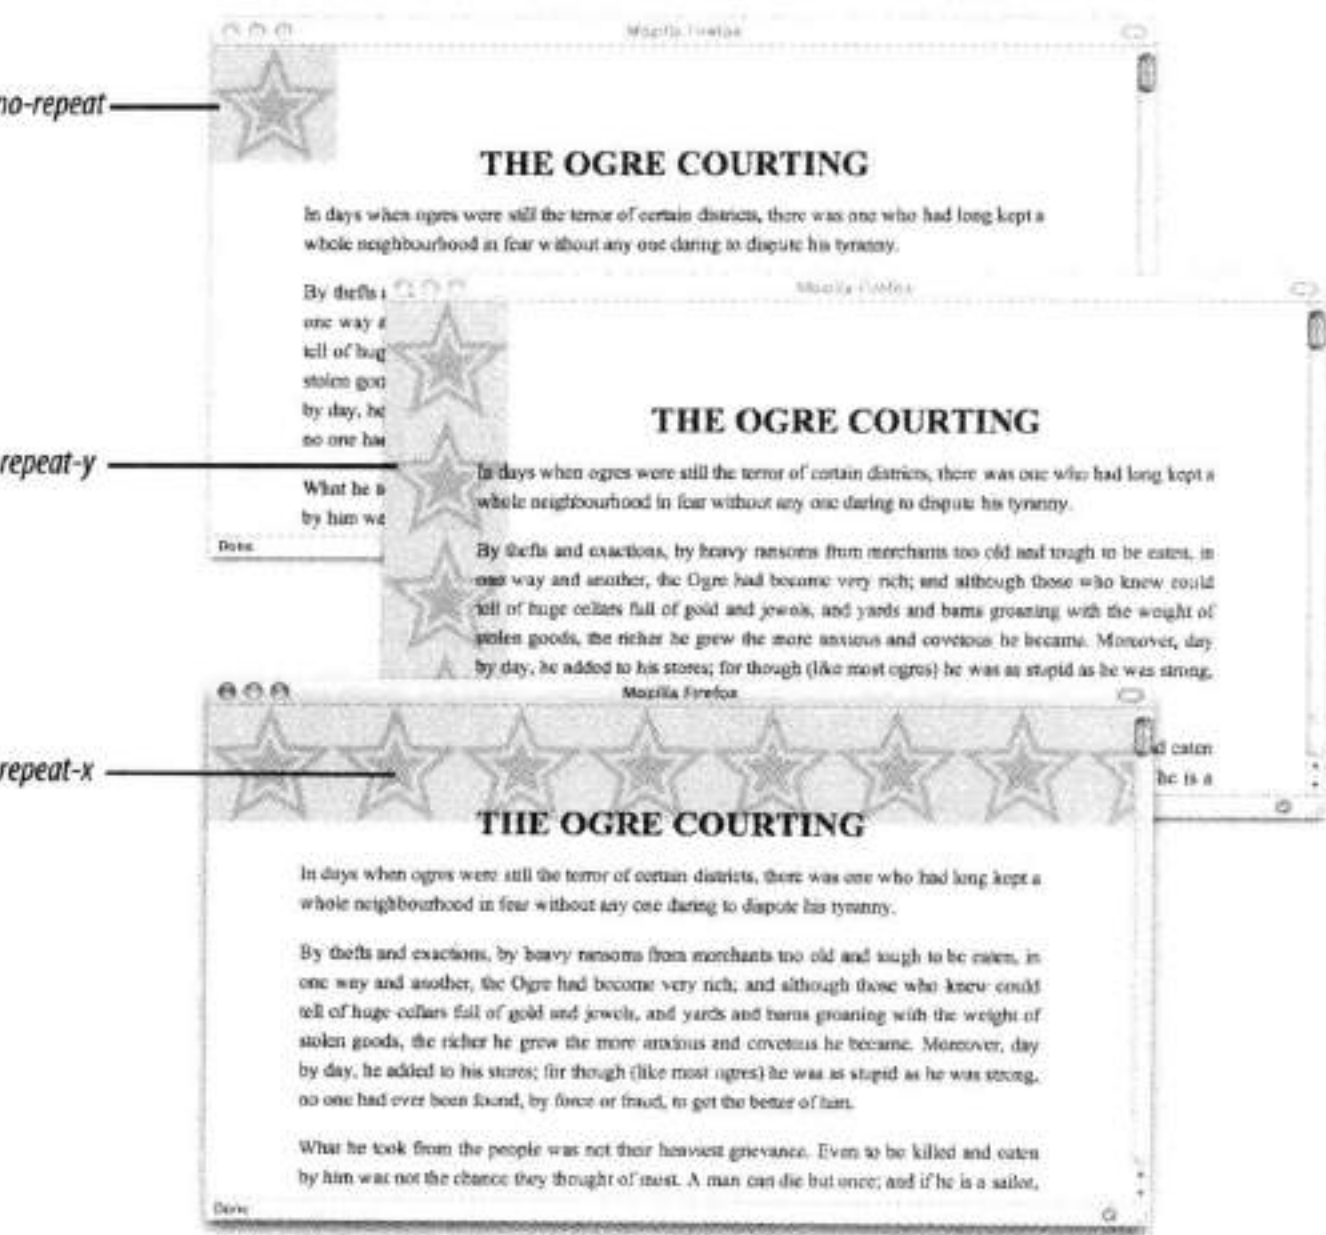 Mozilla Firefox
no-repeat
THE OGRE COURTING
In days when ogres were still the terror of certain districts, there was one who had long kept a
whole neighbourhood in fear without any one daring to dispute his tyranny.
By thefts
one way a
tell of hug
stolen goo
by day, he
no one had
What he
by him we
Done
Mozilla Firefox
repeat-y
THE OGRE COURTING
In days when ogres were still the terror of certain districts, there was one who had long kept a
whole neighbourhood in fear without any one daring to dispute his tyranny.
By thefts and exactions, by heavy ransoms from merchants too old and tough to be eaten, in
one way and another, the Ogre had become very rich; and although those who knew could
tell of huge cellars full of gold and jewels, and yards and barns groaning with the weight of
stolen goods, the richer he grew the more anxious and covetous he became. Moreover, day
by day, he added to his stores; for though (like most ogres) he was as stupid as he was strong,
d eaten
he is a
Mozilla Firefox
repeat-x
THE OGRE COURTING
In days when ogres were still the terror of certain districts, there was one who had long kept a
whole neighbourhood in fear without any one daring to dispute his tyranny.
By thefts and exactions, by heavy ransoms from merchants too old and tough to be eaten, in
one way and another, the Ogre had become very rich; and although those who knew could
tell of huge cellars full of gold and jewels, and yards and barns groaning with the weight of
stolen goods, the richer he grew the more anxious and covetous he became. Moreover, day
by day, he added to his stores; for though (like most ogres) he was as stupid as he was strong,
no one had ever been found, by force or fraud, to get the better of him.
What he took from the people was not their heaviest grievance. Even to be killed and eaten
by him was not the chance they thought of most. A man can die but once; and if he is a sailor,
Done